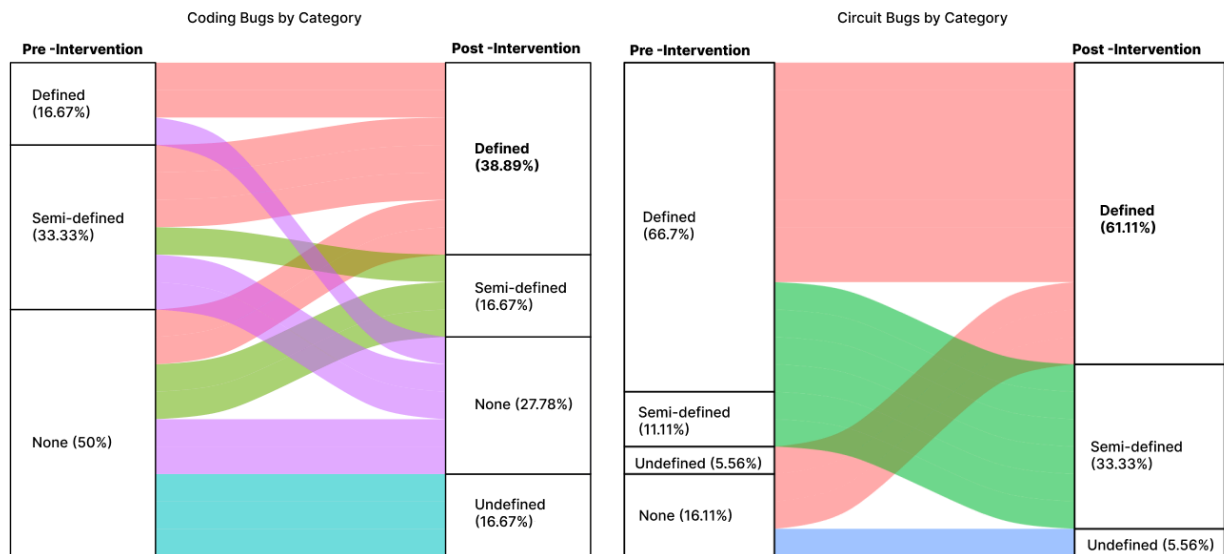 Coding Bugs by Category
Pre -Intervention
Post -Intervention
Defined
(16.67%)
Semi-defined
(33.33%)
None (50%)
Defined
(38.89%)
Semi-defined
(16.67%)
None (27.78%)
Undefined
(16.67%)
Circuit Bugs by Category
Pre -Intervention
Post -Intervention
Defined
(66.7%)
Semi-defined
(11.11%)
Undefined (5.56%)
None (16.11%)
Defined
(61.11%)
Semi-defined
(33.33%)
Undefined (5.56%)